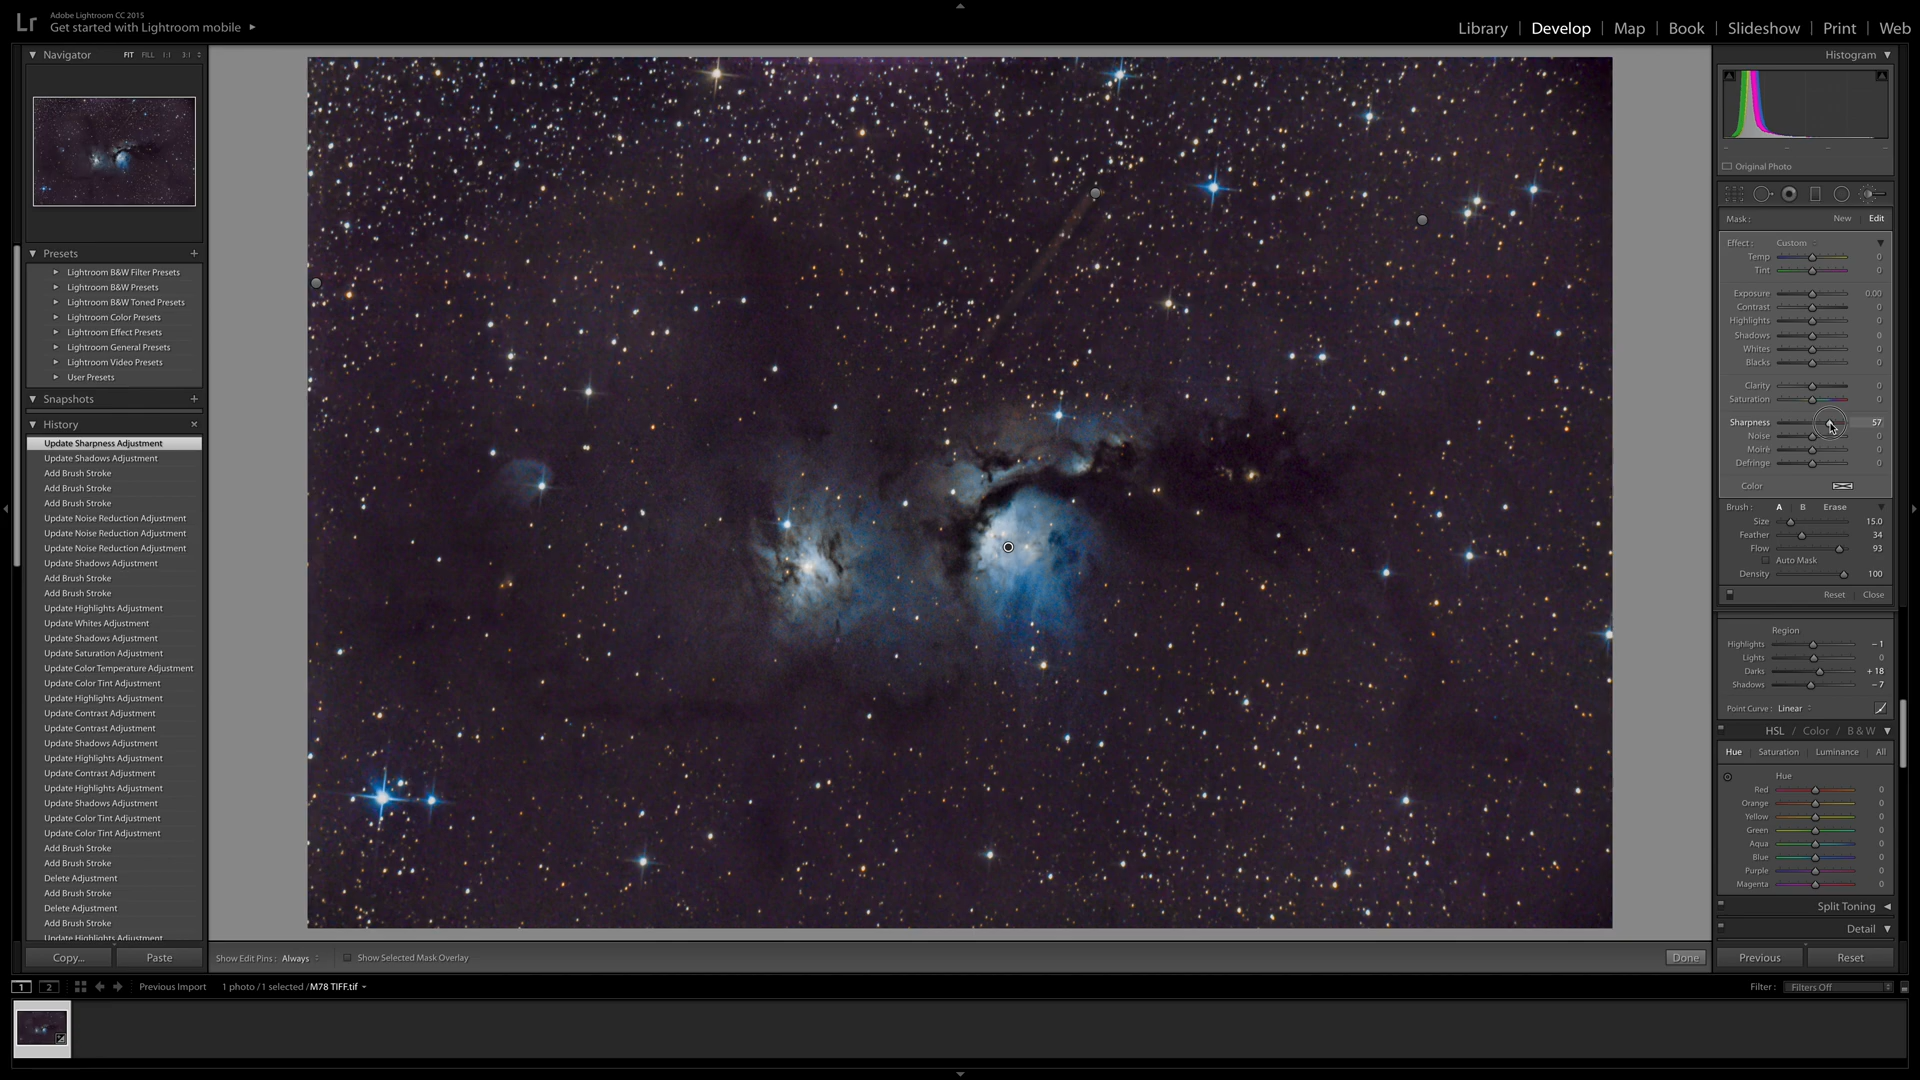 Lr
Adobe Lightroom CC 2015
Get started with Lightroom mobile
Library | Develop | Map | Book | Slideshow | Print | Web
Navigator FIT FILL 1:1 3:1
Presets +
Lightroom B&W Filter Presets
Lightroom B&W Presets
Lightroom B&W Toned Presets
Lightroom Color Presets
Lightroom Effect Presets
Lightroom General Presets
Lightroom Video Presets
User Presets
Snapshots +
History ×
Update Sharpness Adjustment
Update Shadows Adjustment
Add Brush Stroke
Add Brush Stroke
Add Brush Stroke
Update Noise Reduction Adjustment
Update Noise Reduction Adjustment
Update Noise Reduction Adjustment
Update Shadows Adjustment
Add Brush Stroke
Add Brush Stroke
Update Highlights Adjustment
Update Whites Adjustment
Update Shadows Adjustment
Update Saturation Adjustment
Update Color Temperature Adjustment
Update Color Tint Adjustment
Update Highlights Adjustment
Update Contrast Adjustment
Update Contrast Adjustment
Update Shadows Adjustment
Update Highlights Adjustment
Update Contrast Adjustment
Update Highlights Adjustment
Update Shadows Adjustment
Update Color Tint Adjustment
Update Color Tint Adjustment
Add Brush Stroke
Add Brush Stroke
Delete Adjustment
Add Brush Stroke
Delete Adjustment
Add Brush Stroke
Update Highlights Adjustment
Copy... Paste
Show Edit Pins : Always
Show Selected Mask Overlay
Done
Histogram
Original Photo
Mask : New Edit
Effect : Custom
Temp 0
Tint 0
Exposure 0.00
Contrast 0
Highlights 0
Shadows 0
Whites 0
Blacks 0
Clarity 0
Saturation 0
Sharpness 57
Noise 0
Moiré 0
Defringe 0
Color
Brush : A B Erase
Size 15.0
Feather 34
Flow 93
Auto Mask
Density 100
Reset Close
Region
Highlights - 1
Lights 0
Darks + 18
Shadows - 7
Point Curve : Linear
HSL / Color / B & W
Hue Saturation Luminance All
Hue
Red 0
Orange 0
Yellow 0
Green 0
Aqua 0
Blue 0
Purple 0
Magenta 0
Split Toning
Detail
Previous Reset
1 2 Previous Import 1 photo / 1 selected / M78 TIFF.tif
Filter : Filters Off